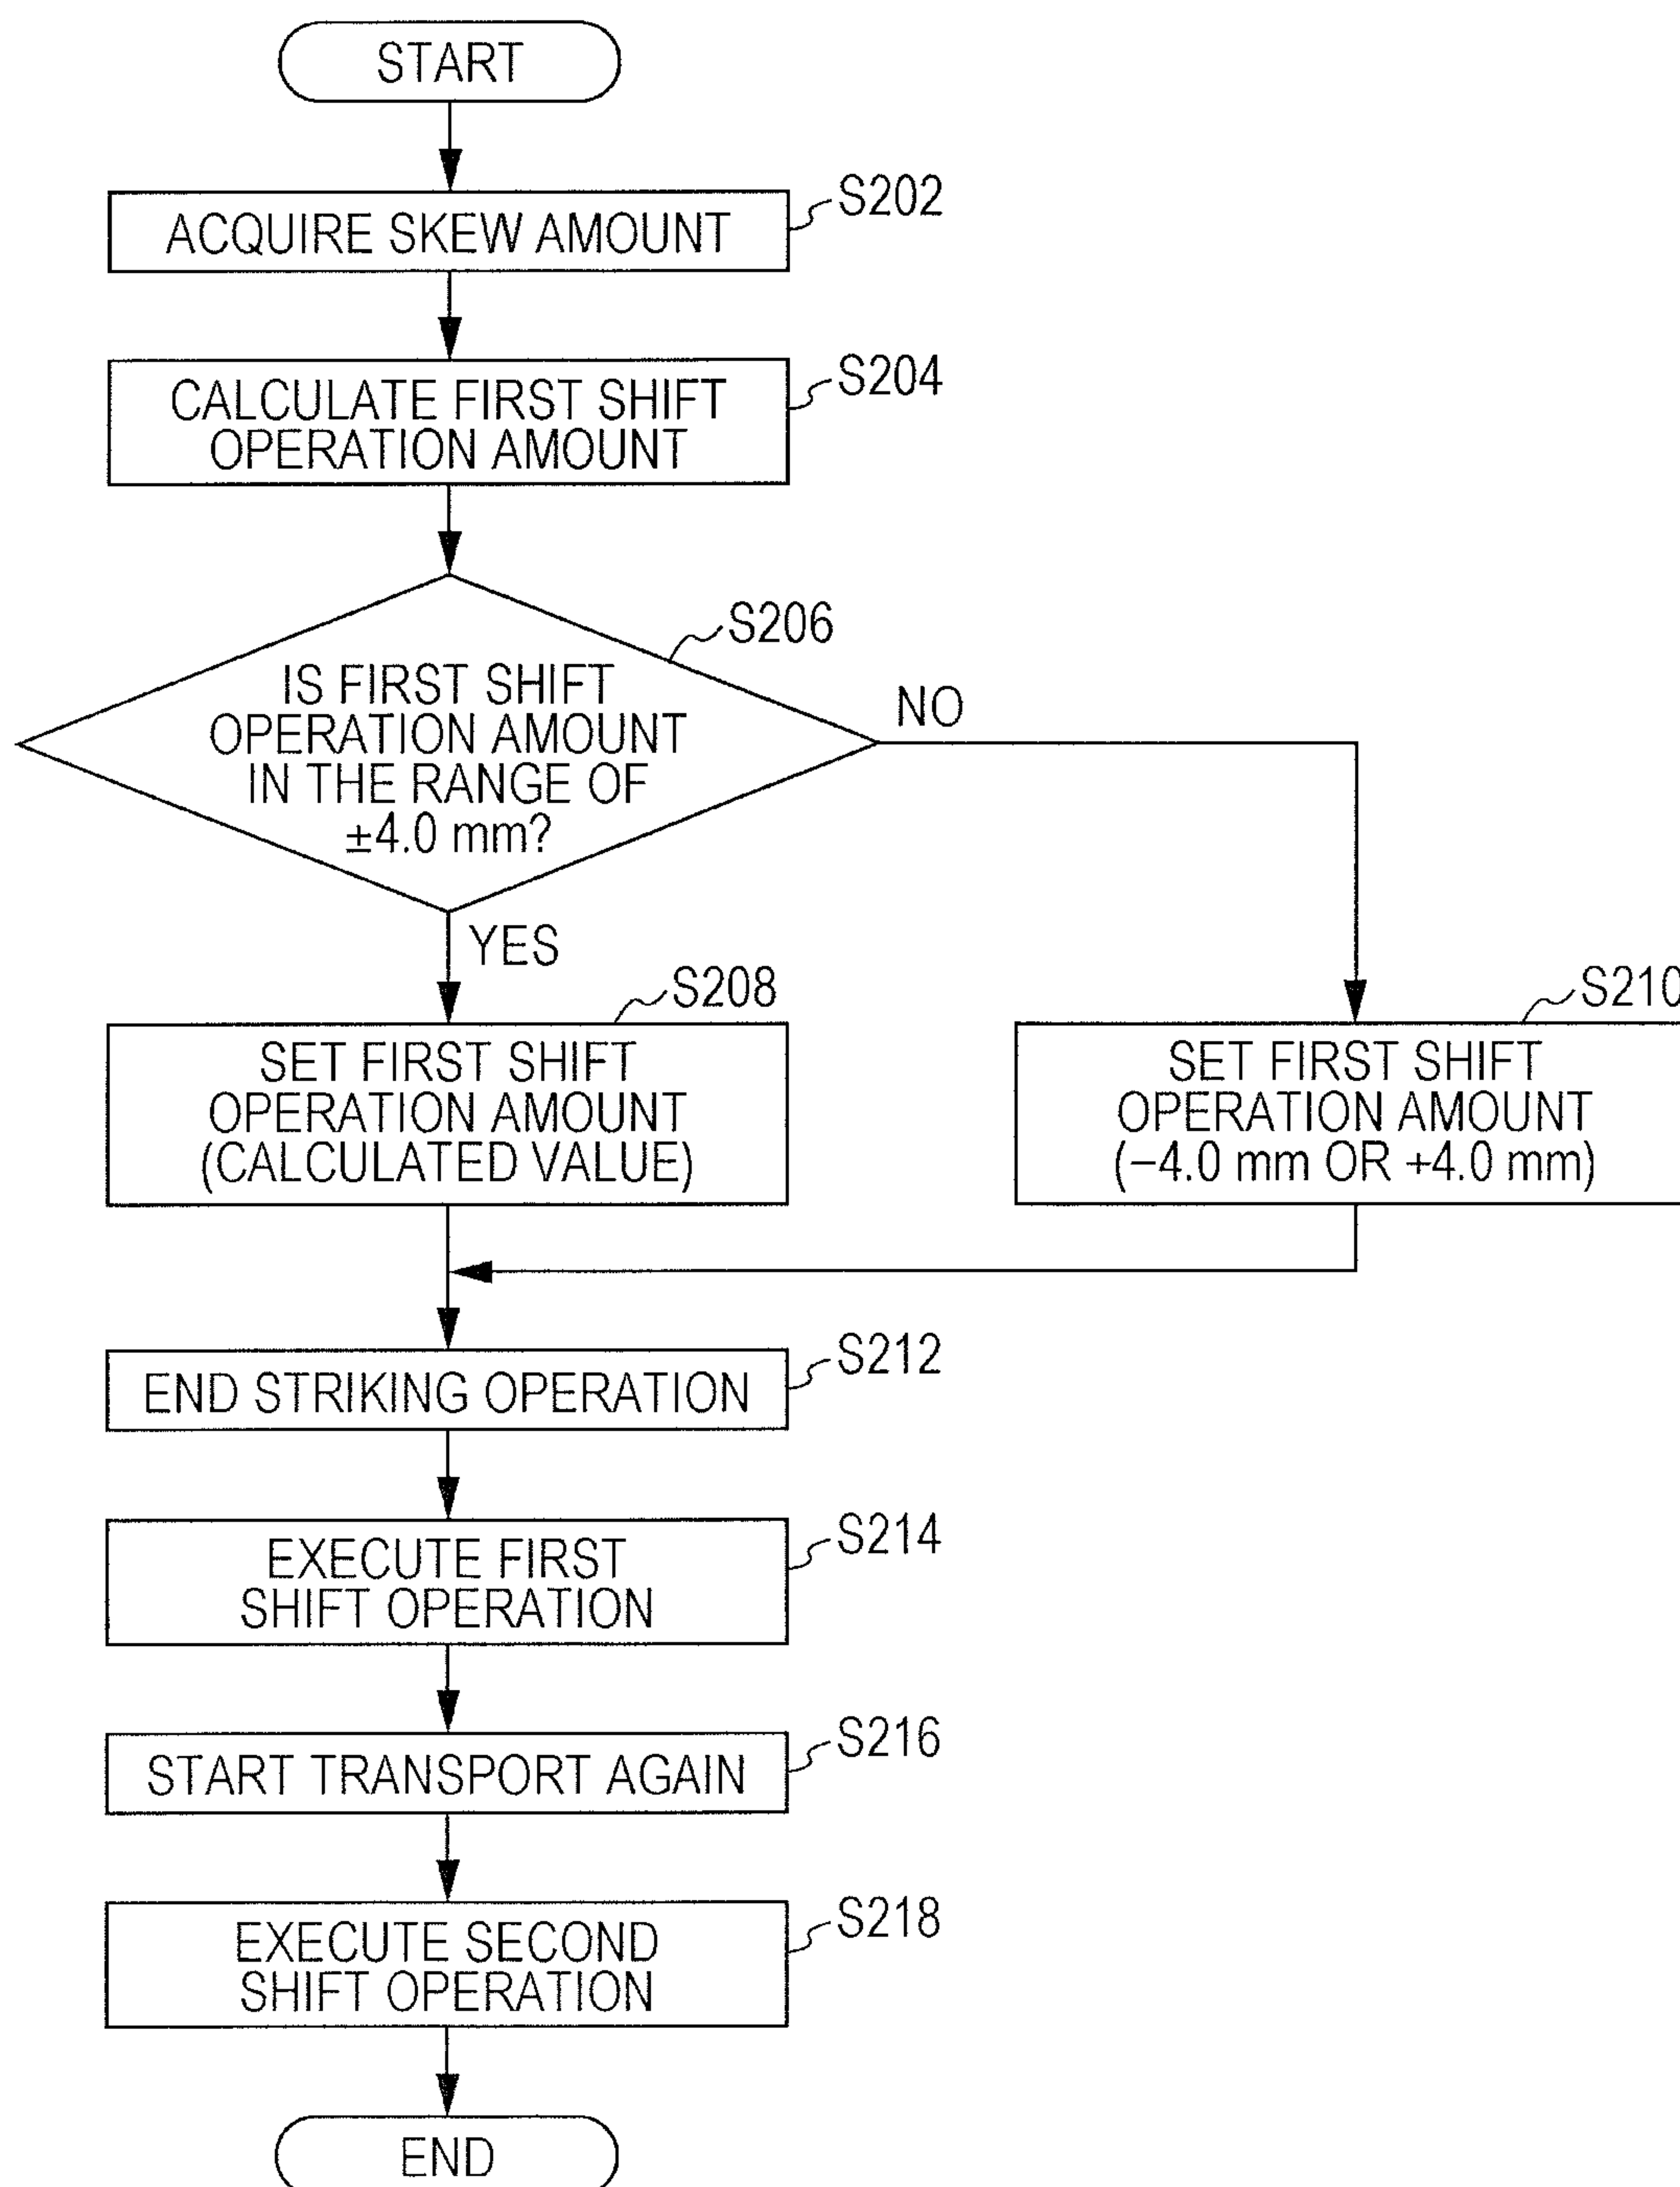 START
ACQUIRE SKEW AMOUNT
S202
CALCULATE FIRST SHIFT
OPERATION AMOUNT
S204
S206
IS FIRST SHIFT
OPERATION AMOUNT
IN THE RANGE OF
±4.0 mm?
NO
YES
S208
SET FIRST SHIFT
OPERATION AMOUNT
(CALCULATED VALUE)
S210
SET FIRST SHIFT
OPERATION AMOUNT
(−4.0 mm OR +4.0 mm)
S212
END STRIKING OPERATION
S214
EXECUTE FIRST
SHIFT OPERATION
S216
START TRANSPORT AGAIN
S218
EXECUTE SECOND
SHIFT OPERATION
END